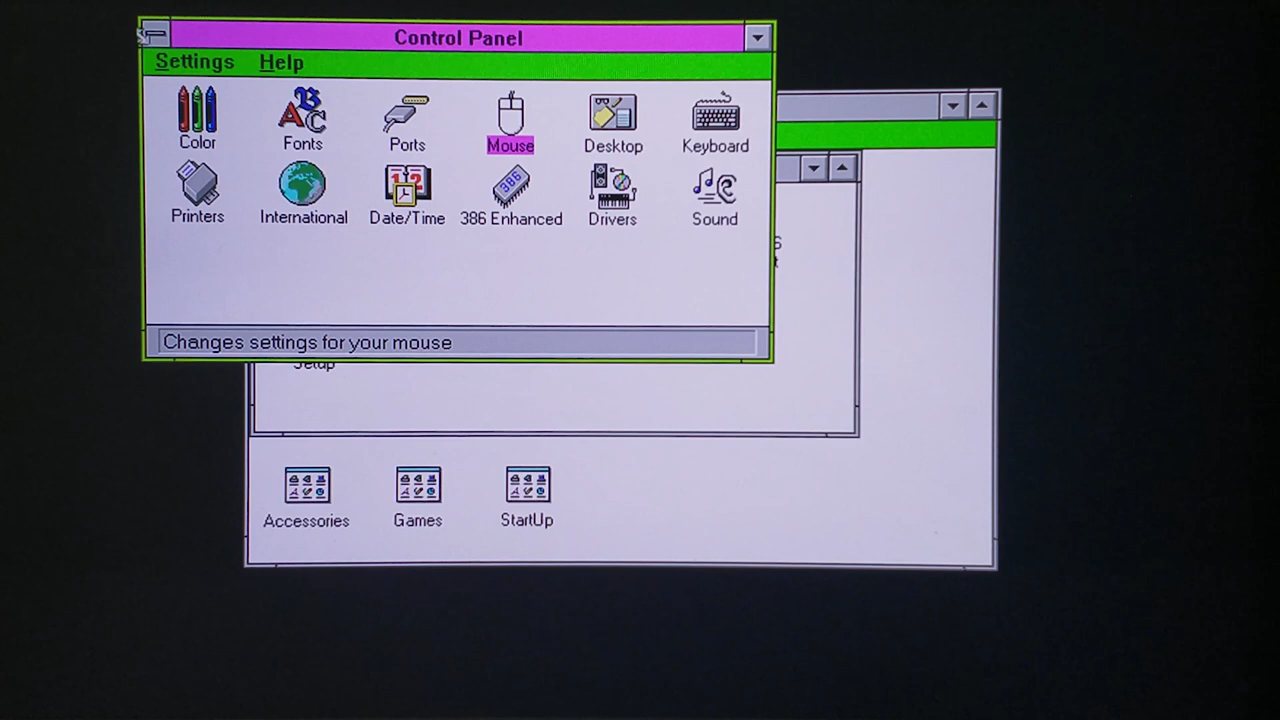 Control Panel
Settings Help
Color Fonts Ports Mouse Desktop Keyboard
Printers International Date/Time 386 Enhanced Drivers Sound
Changes settings for your mouse
Setup
Accessories Games StartUp